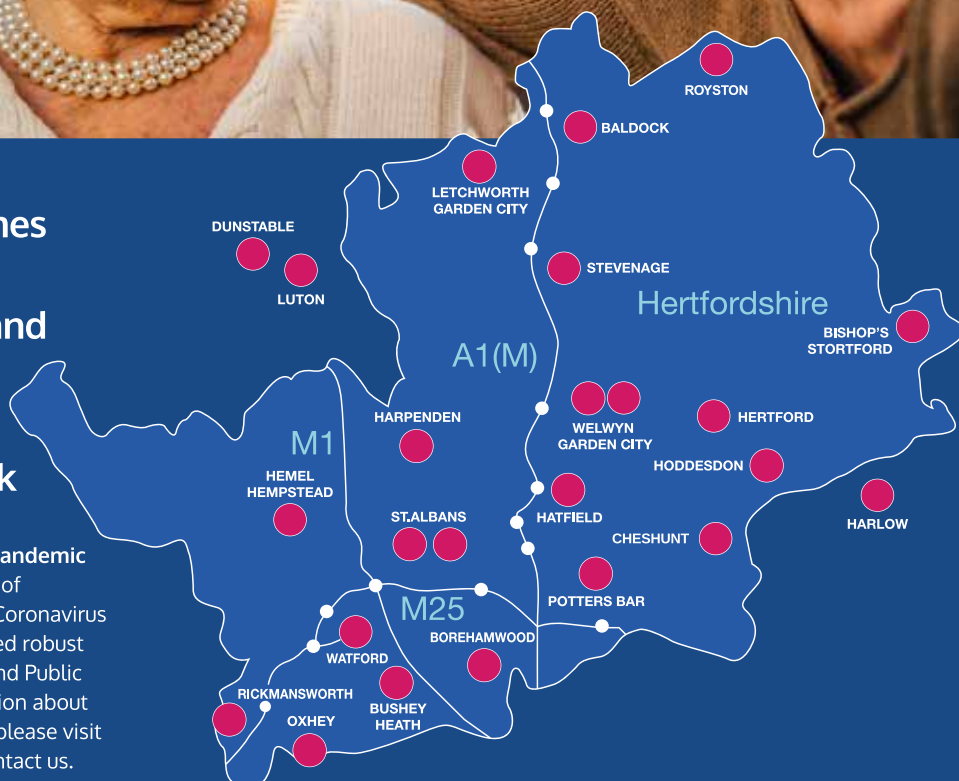 ROYSTON
BALDOCK
LETCHWORTH
GARDEN CITY
DUNSTABLE
LUTON
STEVENAGE
Hertfordshire
BISHOP'S
STORTFORD
A1(M)
HARPENDEN
M1
HEMEL
HEMPSTEAD
WELWYN
GARDEN CITY
HERTFORD
HODDESDON
HARLOW
HATFIELD
ST.ALBANS
CHESHUNT
POTTERS BAR
M25
BOREHAMWOOD
WATFORD
RICKMANSWORTH
BUSHEY
HEATH
OXHEY
andemic
of
Coronavirus
ed robust
nd Public
ion about
please visit
ntact us.